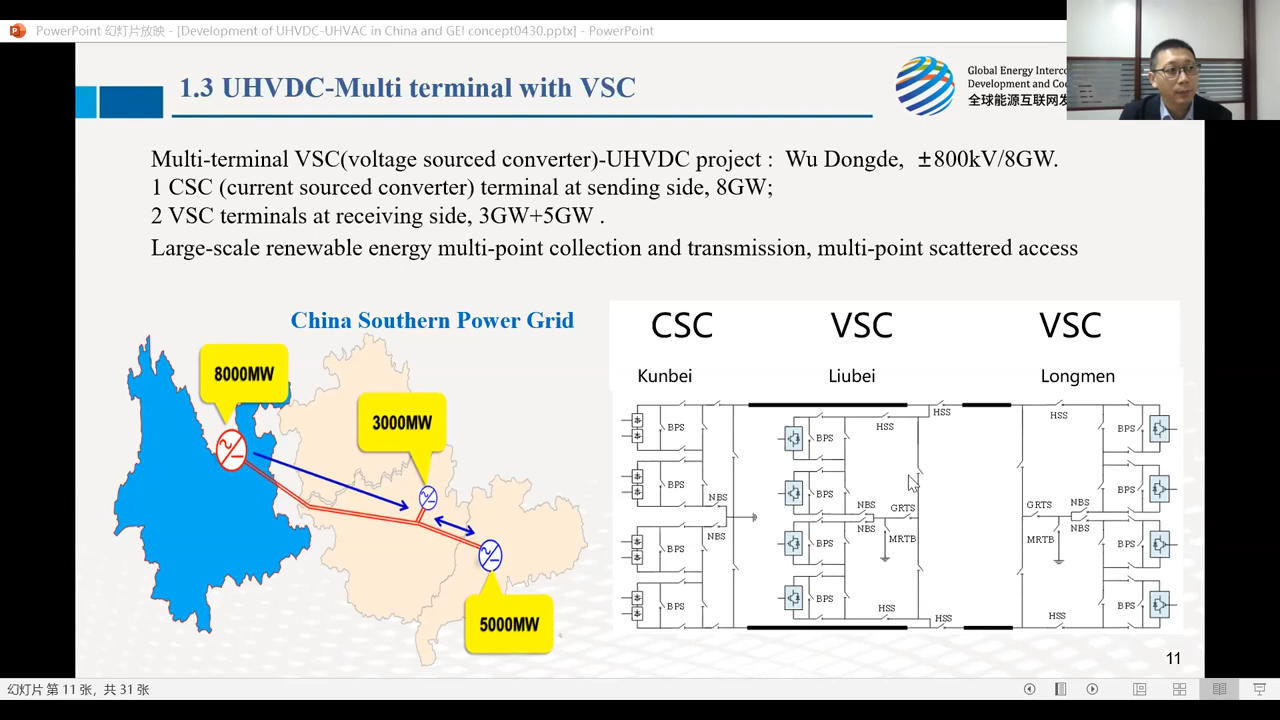 PowerPoint 幻灯片放映 - [Development of UHVDC-UHVAC in China and GEI concept0430.pptx] - PowerPoint
1.3 UHVDC-Multi terminal with VSC
Global Energy
Development and
全球能源互联网发
Multi-terminal VSC(voltage sourced converter)-UHVDC project : Wu Dongde, ±800kV/8GW.
1 CSC (current sourced converter) terminal at sending side, 8GW;
2 VSC terminals at receiving side, 3GW+5GW .
Large-scale renewable energy multi-point collection and transmission, multi-point scattered access
China Southern Power Grid
8000MW
3000MW
5000MW
CSC VSC VSC
Kunbei Liubei Longmen
HSS HSS
HSS
BPS BPS BPS
BPS BPS BPS
NBS NBS GRTS GRTS NBS
NBS NBS MRTB MRTB NBS
BPS BPS BPS
BPS BPS BPS
HSS HSS HSS
11
幻灯片 第 11 张，共 31 张